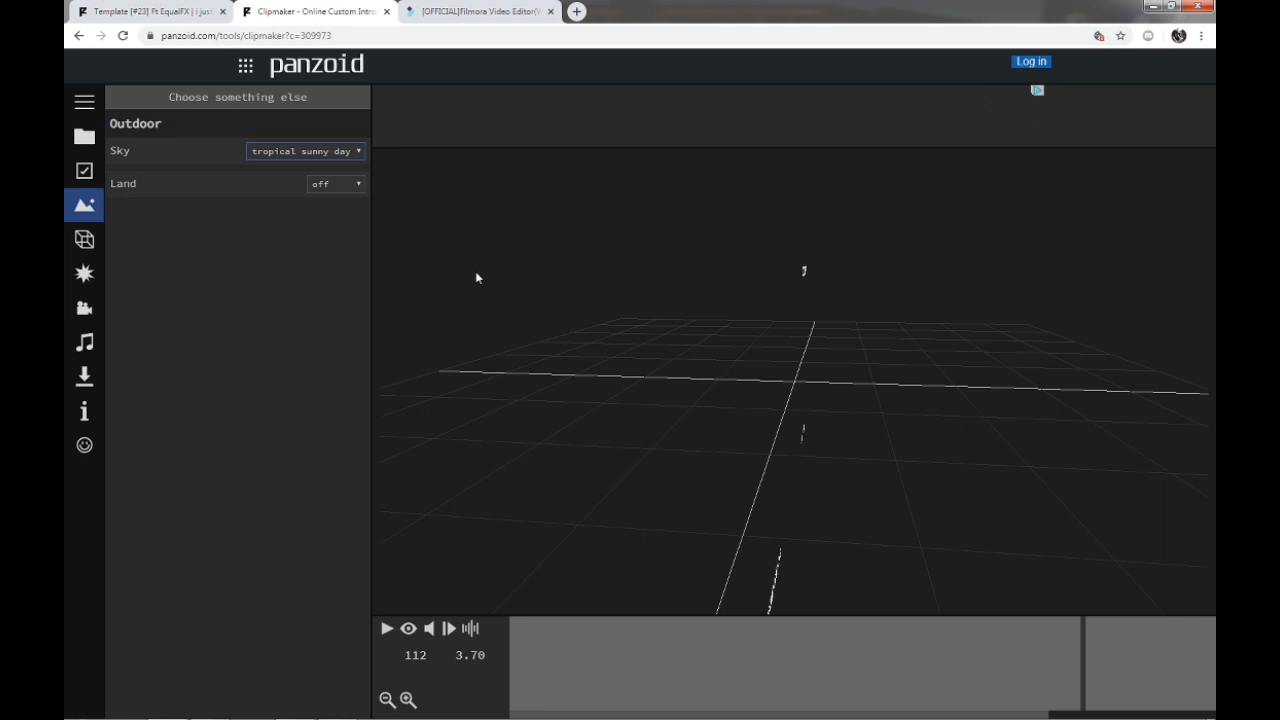 Template [#23] Ft EqualFX | i jus
Clipmaker - Online Custom Intro
[OFFICIAL]Filmora Video Editor(V
panzoid.com/tools/clipmaker?c=309973
panzoid
Log in
Choose something else
Outdoor
Sky
tropical sunny day
Land
off
112 3.70